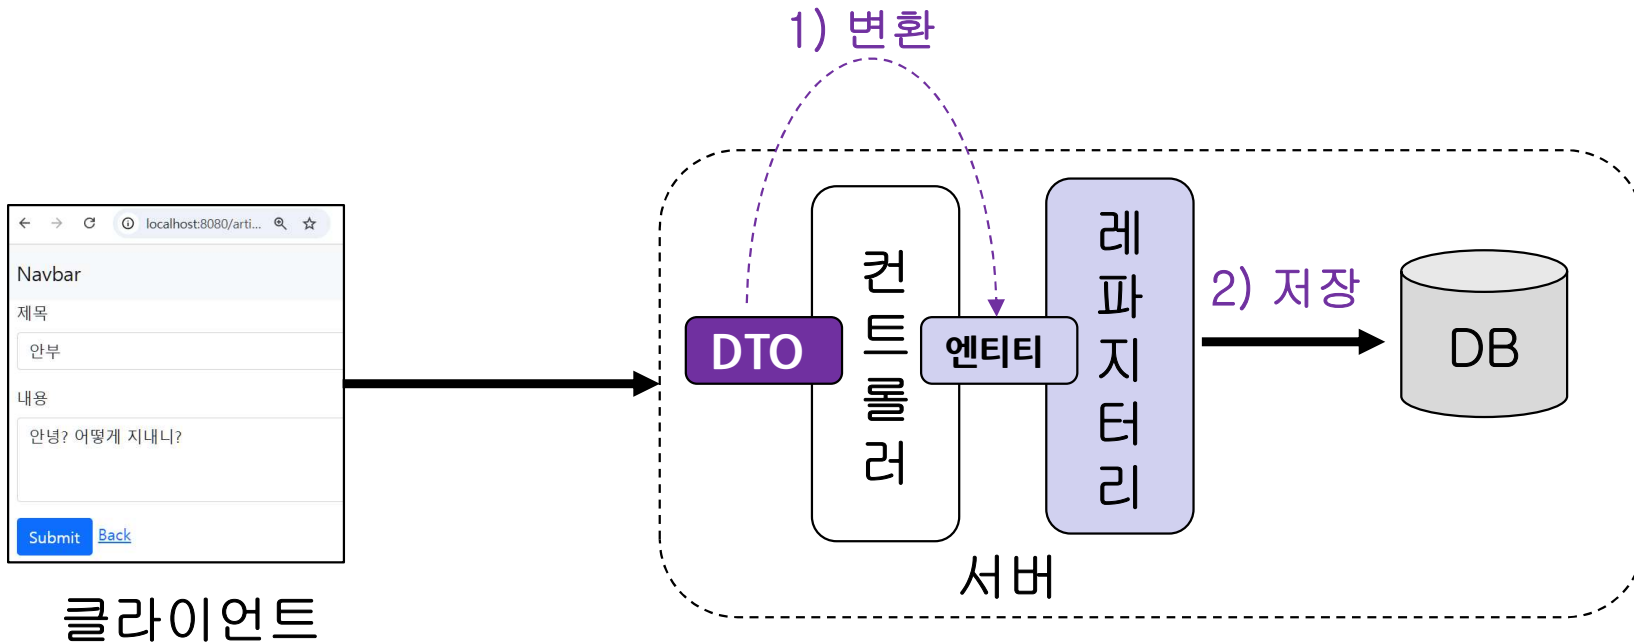 1) 변환
localhost:8080/arti...
Navbar
제목
안부
내용
안녕? 어떻게 지내니?
Submit Back
클라이언트
DTO
컨트롤러
엔티티
레파지터리
서버
2) 저장
DB